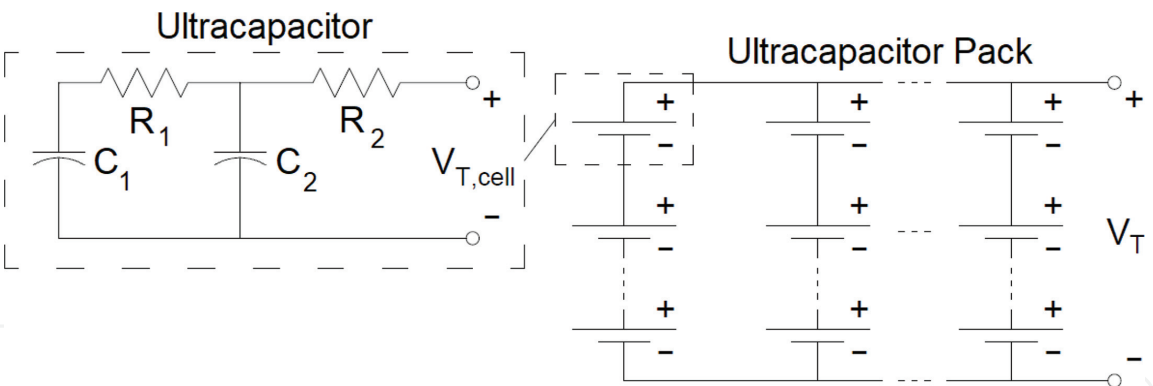 Ultracapacitor
R1
R2
+
C1
C2
VT,cell
−
Ultracapacitor Pack
+ + + +
− − −
+ + +
− − −
VT
+ + +
− − − −